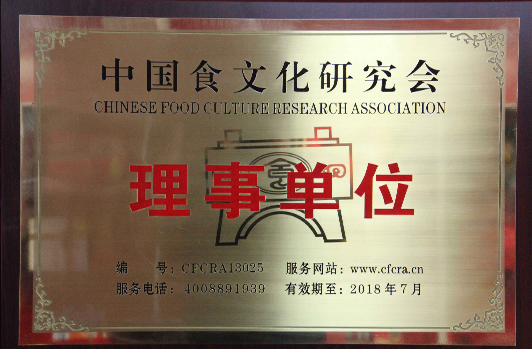 中国食文化研究会
CHINESE FOOD CULTURE RESEARCH ASSOCIATION
理事单位
编 号：CFCRA13025 服务网站：www.cfcra.cn
服务电话：4008891939 有效期至：2018年7月